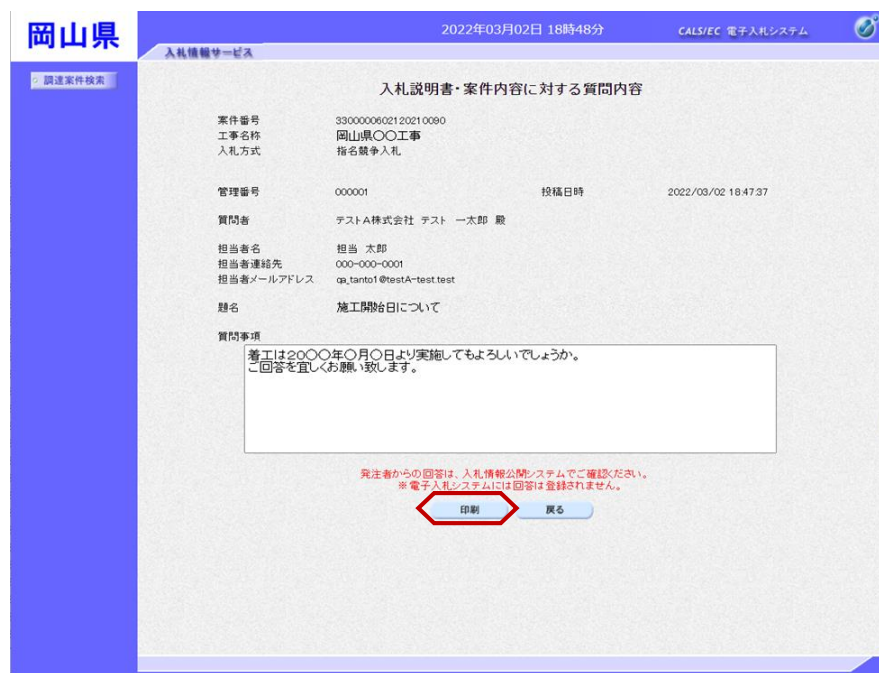 岡山県
2022年03月02日 18時48分
CALS/EC 電子入札システム
入札情報サービス
調達案件検索
入札説明書・案件内容に対する質問内容
案件番号 3300000602120210090
工事名称 岡山県〇〇工事
入札方式 指名競争入札
管理番号 000001 投稿日時 2022/03/02 18:47:37
質問者 テストA株式会社 テスト 一太郎 殿
担当者名 担当 太郎
担当者連絡先 000-000-0001
担当者メールアドレス qa_tanto1@testA-test.test
題名 施工開始日について
質問事項
着工は20〇〇年〇月〇日より実施してもよろしいでしょうか。
ご回答を宜しくお願い致します。
発注者からの回答は、入札情報公開システムでご確認ください。
※電子入札システムには回答は登録されません。
印刷 戻る